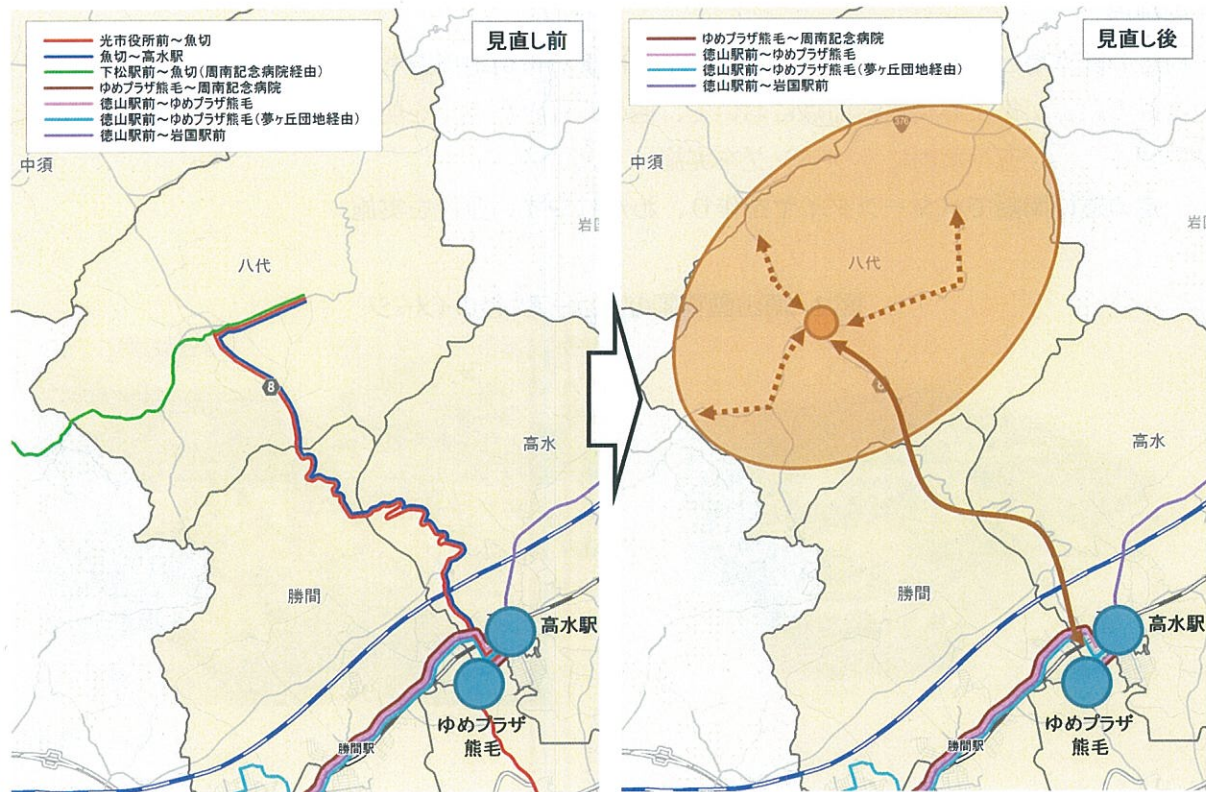 見直し前
光市役所前～魚切
魚切～高水駅
下松駅前～魚切(周南記念病院経由)
ゆめプラザ熊毛～周南記念病院
徳山駅前～ゆめプラザ熊毛
徳山駅前～ゆめプラザ熊毛(夢ヶ丘団地経由)
徳山駅前～岩国駅前
中須
岩国
八代
8
高水
勝間
高水駅
ゆめプラザ
熊毛
勝間駅
見直し後
ゆめプラザ熊毛～周南記念病院
徳山駅前～ゆめプラザ熊毛
徳山駅前～ゆめプラザ熊毛(夢ヶ丘団地経由)
徳山駅前～岩国駅前
376
中須
岩国
八代
8
高水
勝間
高水駅
ゆめプラザ
熊毛
勝間駅